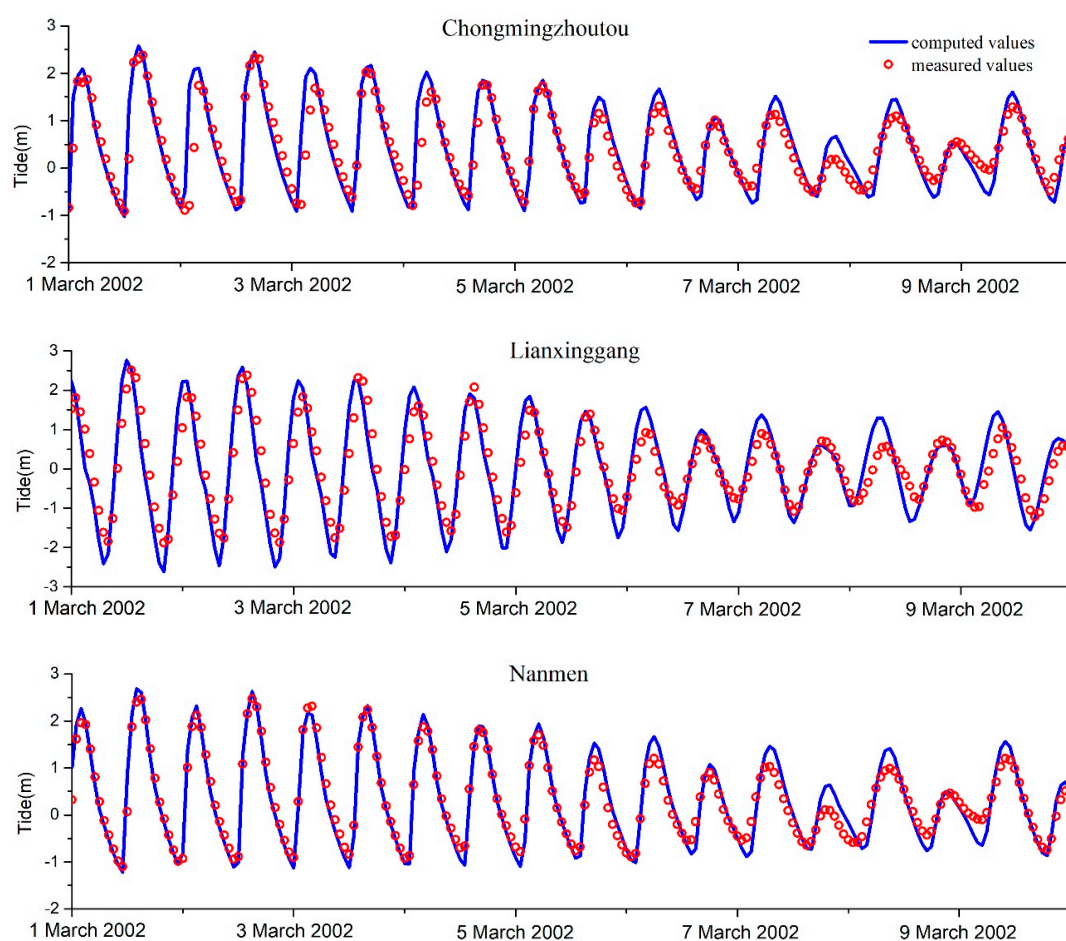 Chongmingzhoutou
computed values
measured values
3
2
1
0
-1
-2
Tide(m)
1 March 2002 3 March 2002 5 March 2002 7 March 2002 9 March 2002
Lianxinggang
3
2
1
0
-1
-2
-3
Tide(m)
1 March 2002 3 March 2002 5 March 2002 7 March 2002 9 March 2002
Nanmen
3
2
1
0
-1
-2
Tide(m)
1 March 2002 3 March 2002 5 March 2002 7 March 2002 9 March 2002